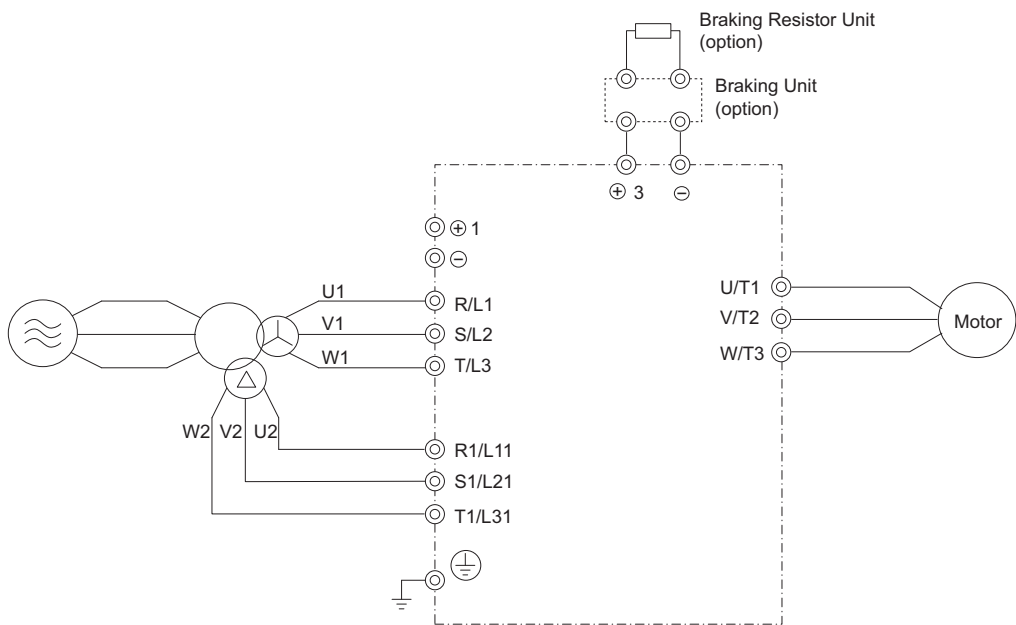 Braking Resistor Unit
(option)
Braking Unit
(option)
⊕ 3
⊖
⊕ 1
⊖
U1
R/L1
V1
S/L2
W1
T/L3
U/T1
V/T2
W/T3
Motor
W2
V2
U2
R1/L11
S1/L21
T1/L31